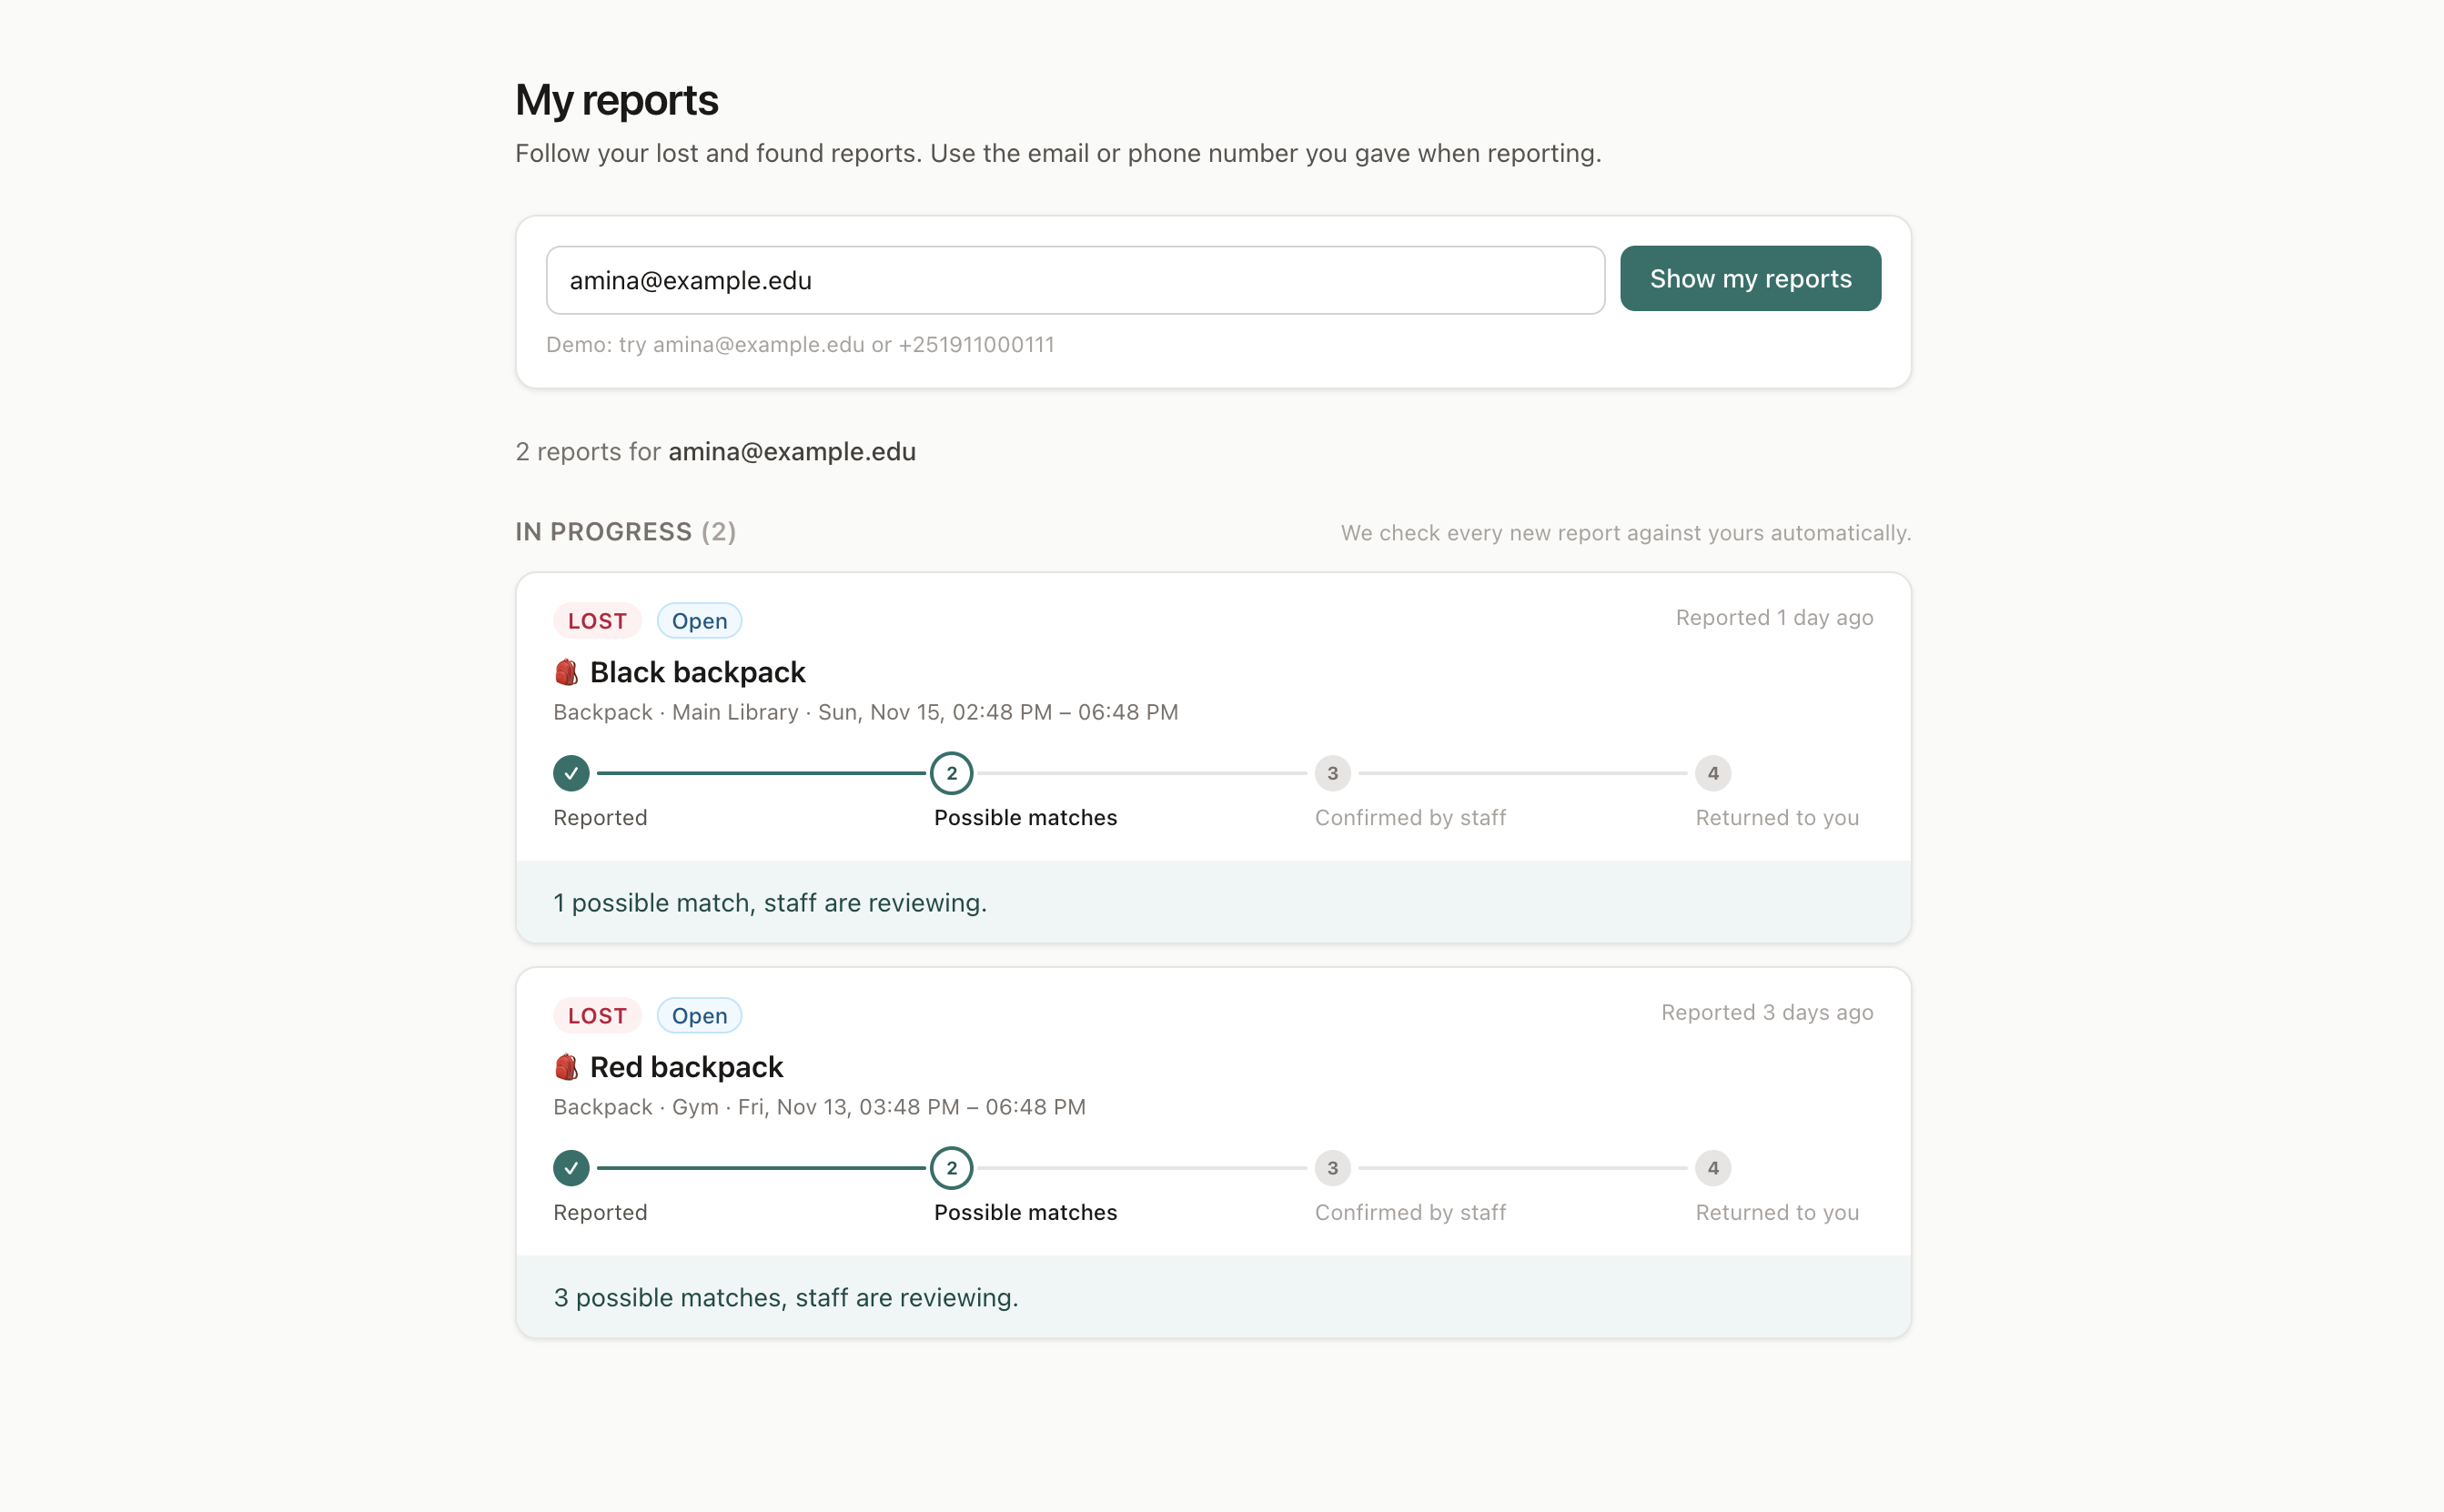 My reports
Follow your lost and found reports. Use the email or phone number you gave when reporting.
amina@example.edu
Show my reports
Demo: try amina@example.edu or +251911000111
2 reports for amina@example.edu
IN PROGRESS (2)
We check every new report against yours automatically.
LOST
Open
Reported 1 day ago
Black backpack
Backpack · Main Library · Sun, Nov 15, 02:48 PM – 06:48 PM
2
3
4
Reported
Possible matches
Confirmed by staff
Returned to you
1 possible match, staff are reviewing.
LOST
Open
Reported 3 days ago
Red backpack
Backpack · Gym · Fri, Nov 13, 03:48 PM – 06:48 PM
2
3
4
Reported
Possible matches
Confirmed by staff
Returned to you
3 possible matches, staff are reviewing.